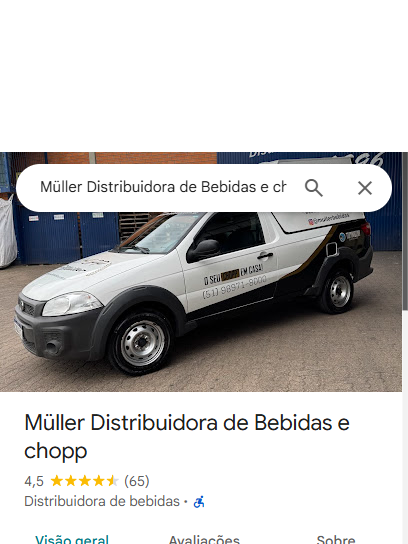 Müller Distribuidora de Bebidas e ch
@mullerbebidas
O SEU CHOPP EM CASA!
(51) 98971-8000
Müller Distribuidora de Bebidas e
chopp
4,5 (65)
Distribuidora de bebidas ·
Visão geral Avaliações Sobre